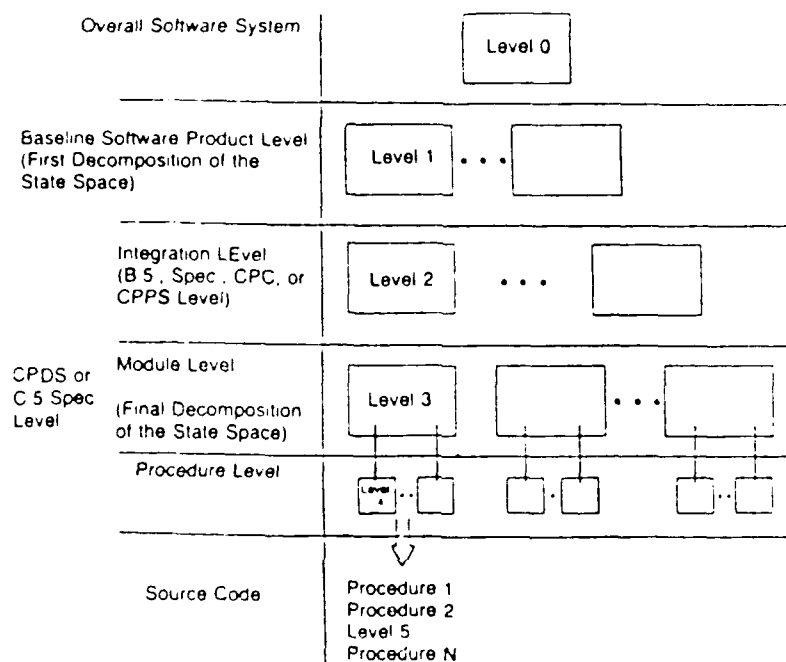 Overall Software System
Level 0
Baseline Software Product Level
(First Decomposition of the
State Space)
Level 1
Integration LEvel
(B 5 , Spec , CPC, or
CPPS Level)
Level 2
CPDS or
C 5 Spec
Level
Module Level
(Final Decomposition
of the State Space)
Level 3
Procedure Level
Level
4
Source Code
Procedure 1
Procedure 2
Level 5
Procedure N